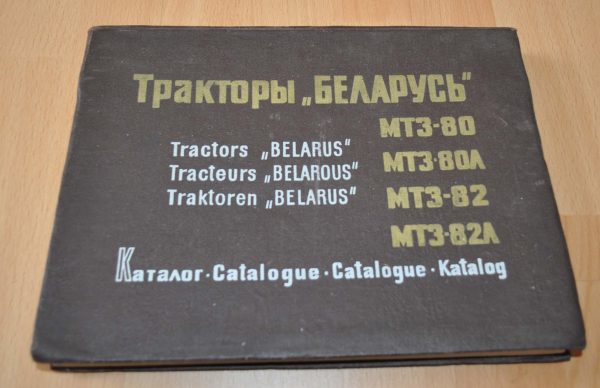 Тракторы „БЕЛАРУСЬ"
МТЗ-80
Tractors „BELARUS"
МТЗ-80Л
Tracteurs „BELAROUS"
Traktoren „BELARUS"
МТЗ-82
МТЗ-82Л
Каталог · Catalogue · Catalogue · Katalog